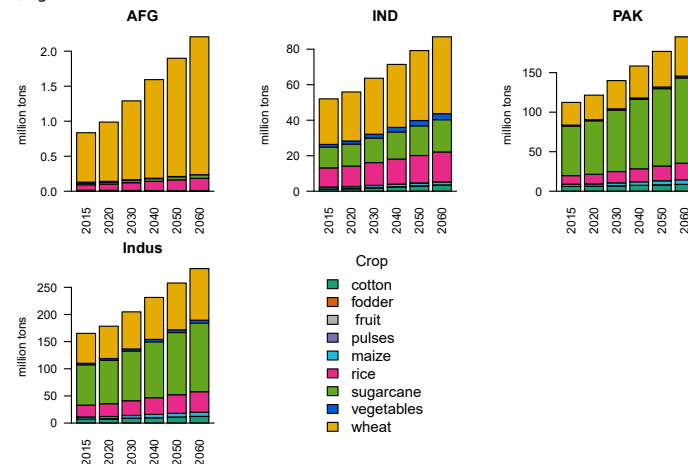 AFG
million tons
2.0
1.5
1.0
0.5
0.0
2015 2020 2030 2040 2050 2060
IND
million tons
80
60
40
20
0
2015 2020 2030 2040 2050 2060
PAK
million tons
150
100
50
0
2015 2020 2030 2040 2050 2060
Indus
million tons
250
200
150
100
50
0
2015 2020 2030 2040 2050 2060
Crop
cotton
fodder
fruit
pulses
maize
rice
sugarcane
vegetables
wheat